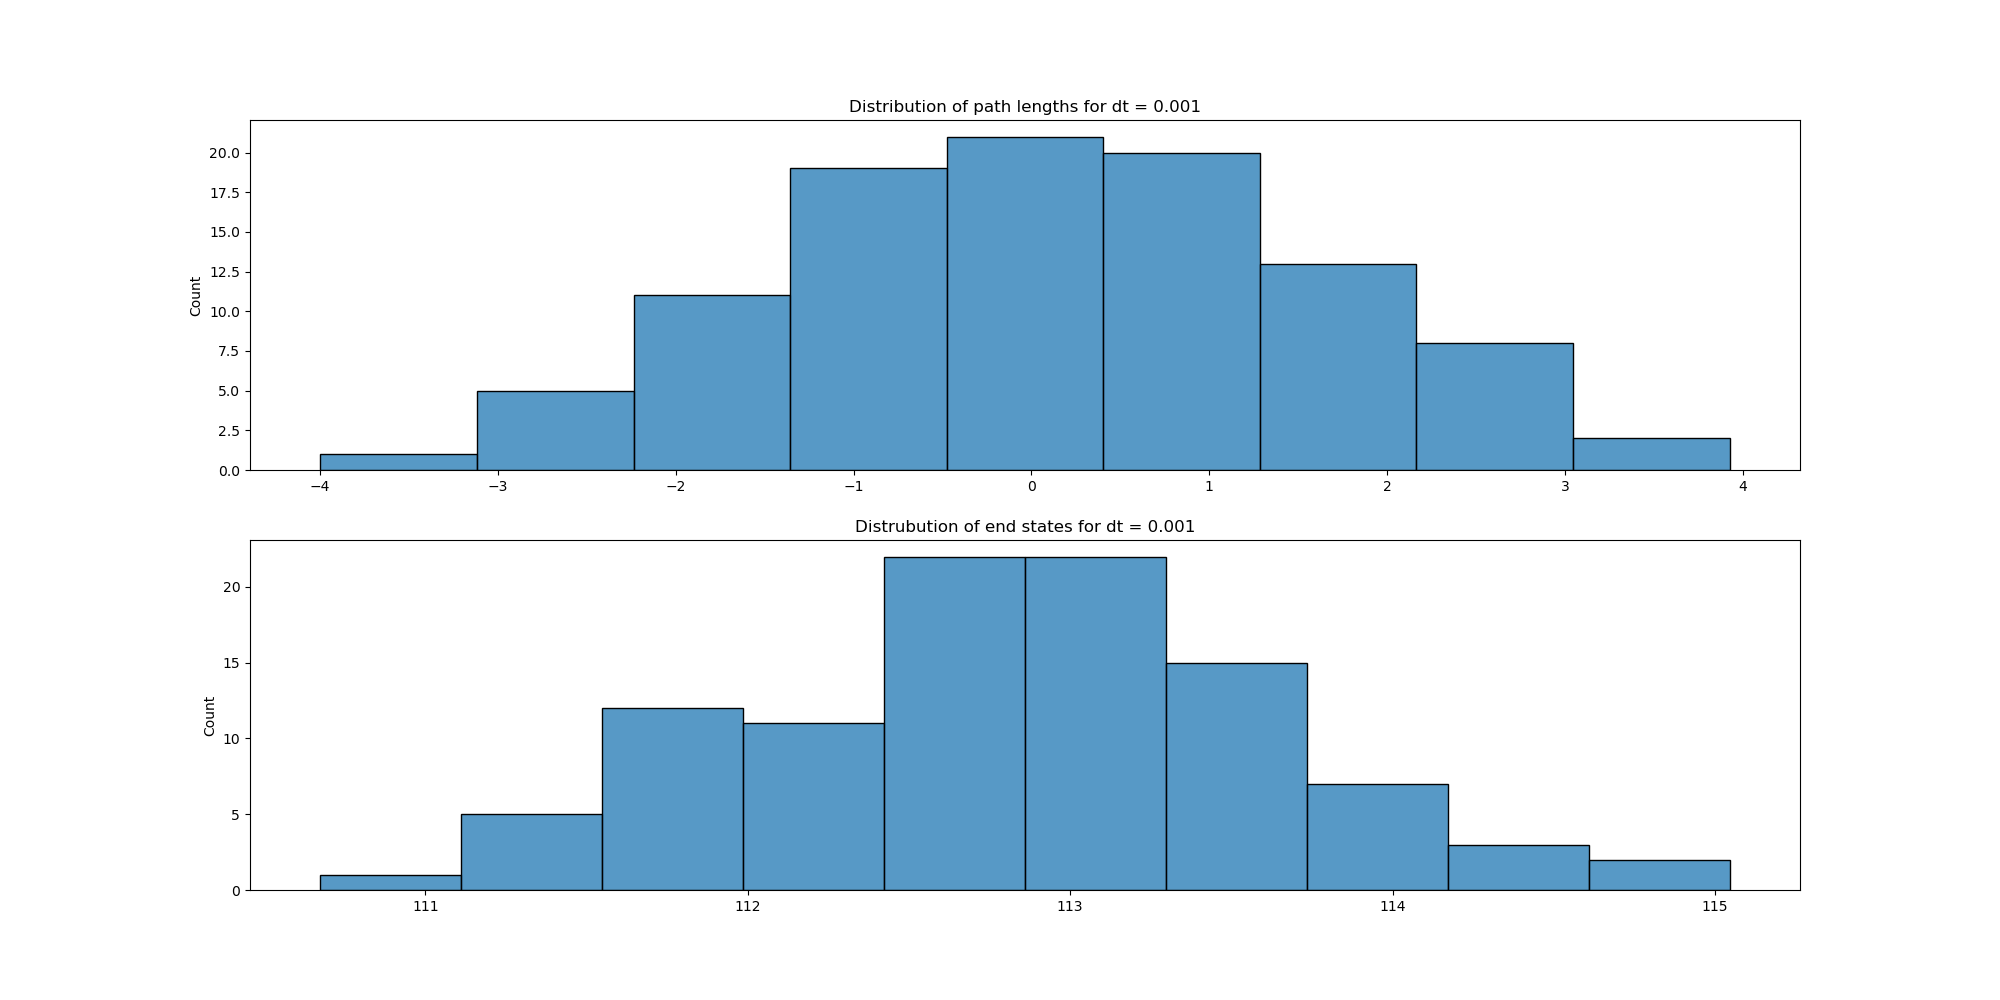 Distribution of path lengths for dt = 0.001
20.0
17.5
15.0
12.5
10.0
7.5
5.0
2.5
0.0
Count
−4 −3 −2 −1 0 1 2 3 4
Distrubution of end states for dt = 0.001
20
15
10
5
0
Count
111 112 113 114 115